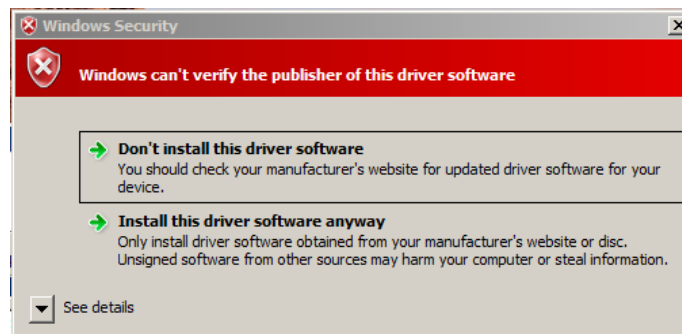 Windows Security
Windows can't verify the publisher of this driver software
Don't install this driver software
You should check your manufacturer's website for updated driver software for your
device.
Install this driver software anyway
Only install driver software obtained from your manufacturer's website or disc.
Unsigned software from other sources may harm your computer or steal information.
See details